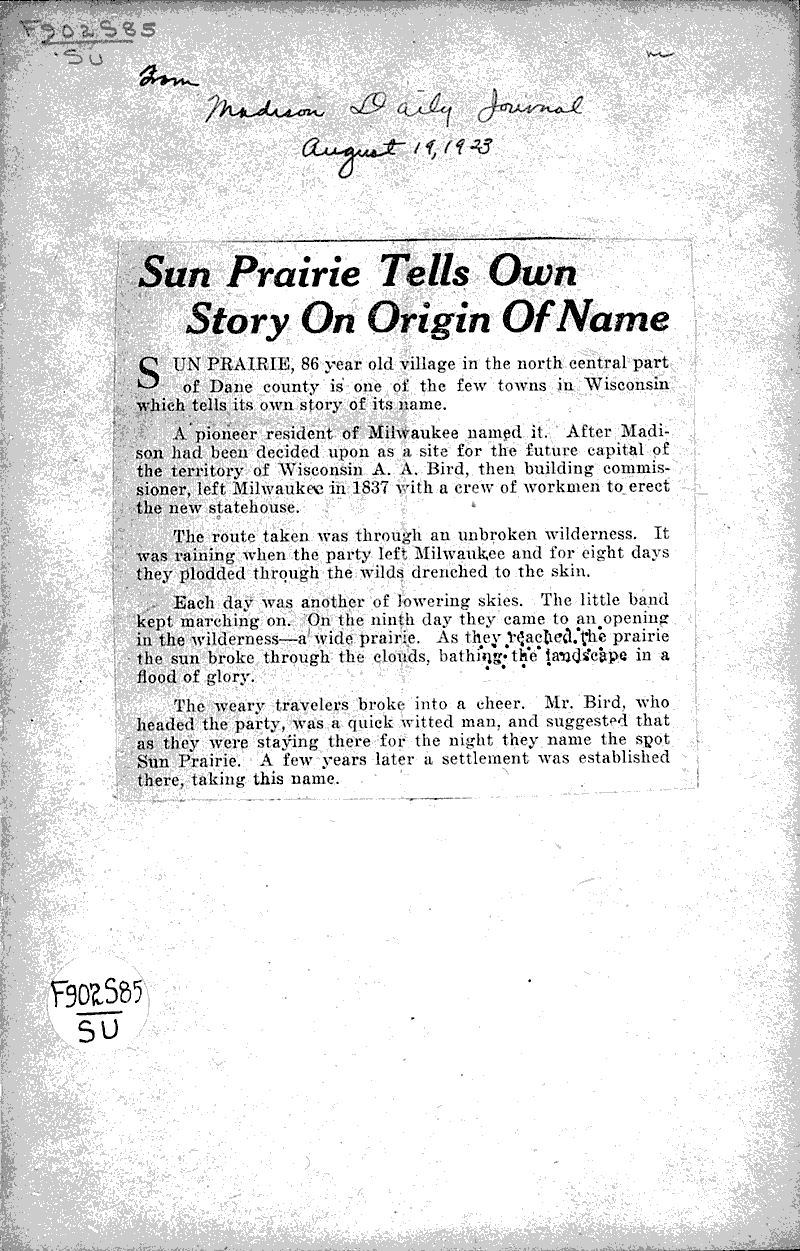 F902S85
SU
From
Madison Daily Journal
August 19, 1923
Sun Prairie Tells Own
Story On Origin Of Name
SUN PRAIRIE, 86 year old village in the north central part
of Dane county is one of the few towns in Wisconsin
which tells its own story of its name.
A pioneer resident of Milwaukee named it. After Madi-
son had been decided upon as a site for the future capital of
the territory of Wisconsin A. A. Bird, then building commis-
sioner, left Milwaukee in 1837 with a crew of workmen to erect
the new statehouse.
The route taken was through an unbroken wilderness. It
was raining when the party left Milwaukee and for eight days
they plodded through the wilds drenched to the skin.
Each day was another of lowering skies. The little band
kept marching on. On the ninth day they came to an opening
in the wilderness—a wide prairie. As they reached the prairie
the sun broke through the clouds, bathing the landscape in a
flood of glory.
The weary travelers broke into a cheer. Mr. Bird, who
headed the party, was a quick witted man, and suggested that
as they were staying there for the night they name the spot
Sun Prairie. A few years later a settlement was established
there, taking this name.
F902S85
SU